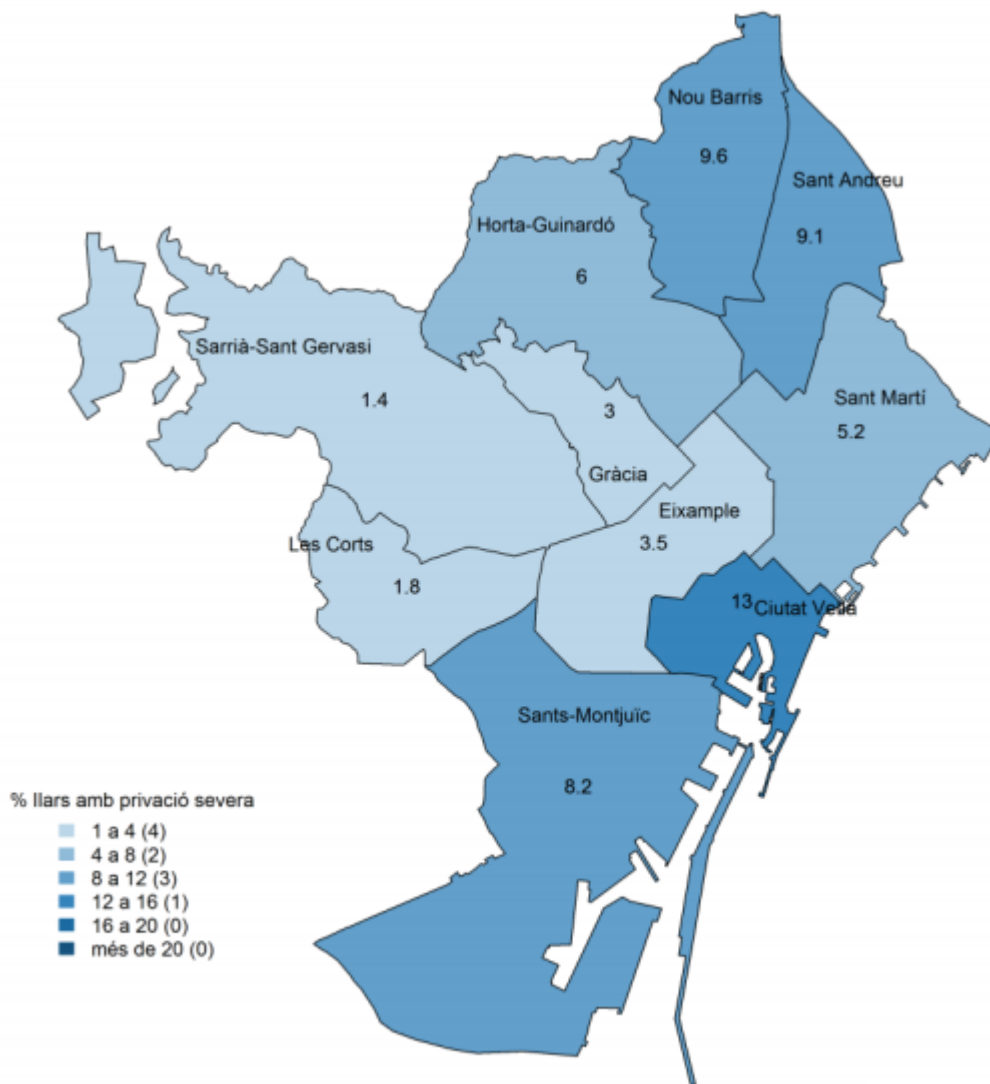 Nou Barris
9.6
Sant Andreu
9.1
Horta-Guinardó
6
Sarrià-Sant Gervasi
1.4
3
Gràcia
Sant Martí
5.2
Eixample
3.5
Les Corts
1.8
13
Ciutat Vella
Sants-Montjuïc
8.2
% llars amb privació severa
1 a 4 (4)
4 a 8 (2)
8 a 12 (3)
12 a 16 (1)
16 a 20 (0)
més de 20 (0)